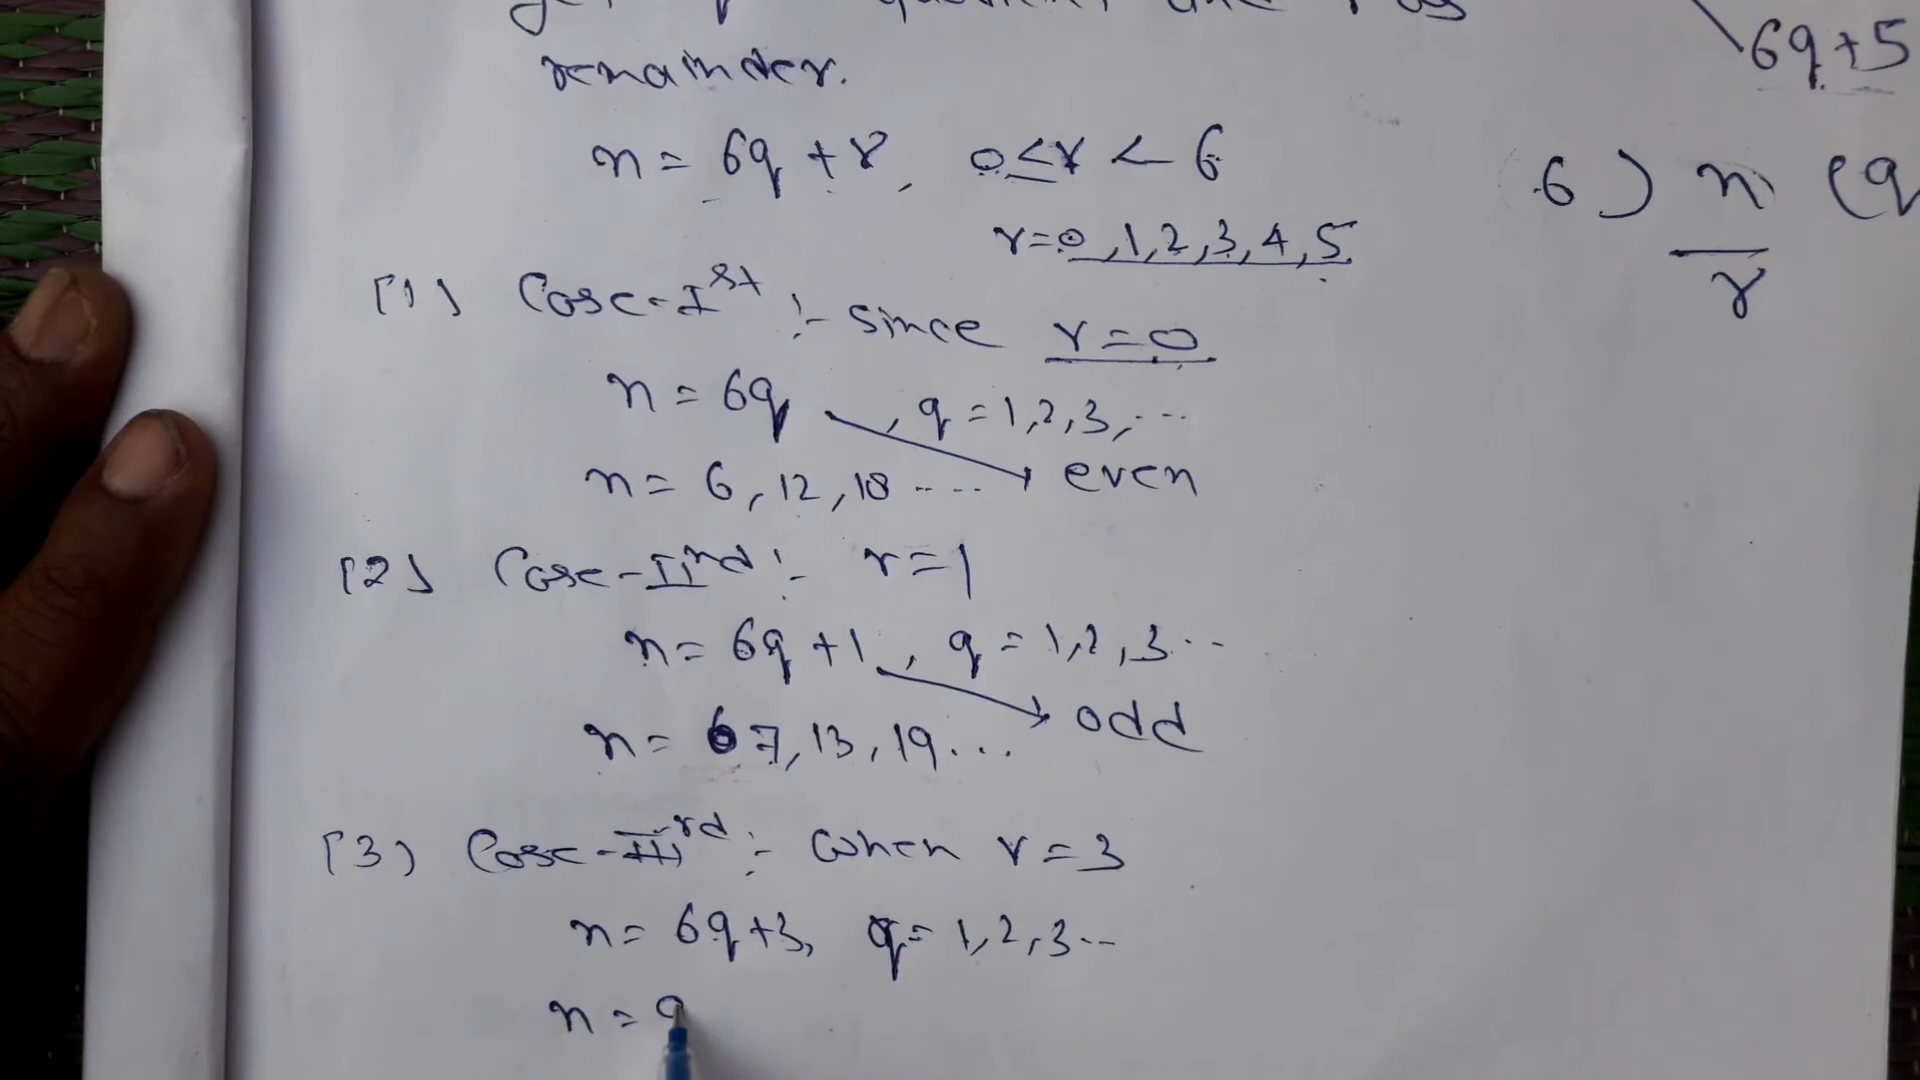 remainder.
6q+5
n = 6q + r, 0 ≤ r < 6
6 ) n ( q
r
r = 0, 1, 2, 3, 4, 5
[1] Case-Iˢᵗ :- since r = 0
n = 6q, q = 1, 2, 3, ...
n = 6, 12, 18 .... → even
[2] Case-IIⁿᵈ :- r = 1
n = 6q + 1, q = 1, 2, 3 ..
n = 6 7, 13, 19 ... → odd
[3) Case-IIIʳᵈ :- when r = 3
n = 6q + 3, q = 1, 2, 3 ..
n = 9